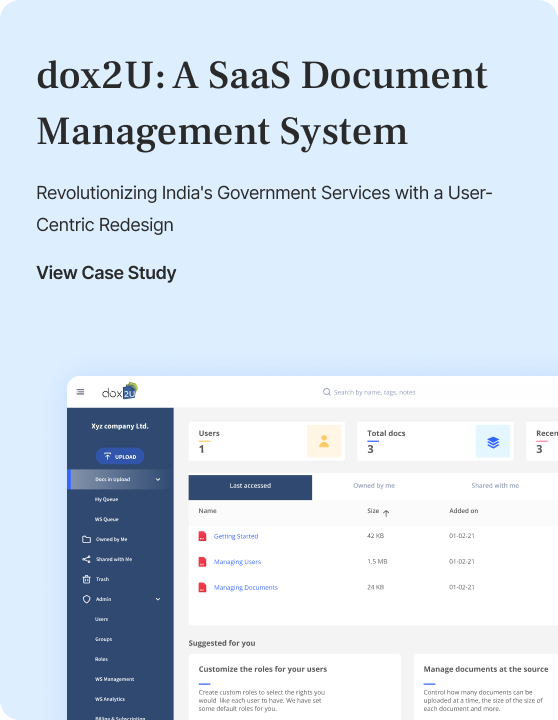 dox2U: A SaaS Document
Management System
Revolutionizing India's Government Services with a User-
Centric Redesign
View Case Study
dox2U
Search by name, tags, notes
Xyz company Ltd.
UPLOAD
Docs in Upload
My Queue
WS Queue
Owned by Me
Shared with Me
Trash
Admin
Users
Groups
Roles
WS Management
WS Analytics
Billing & Subscription
Users
1
Total docs
3
Recen
3
Last accessed
Owned by me
Shared with me
Name
Size
Added on
Getting Started
42 KB
01-02-21
Managing Users
1,5 MB
01-02-21
Managing Documents
24 KB
01-02-21
Suggested for you
Customize the roles for your users
Create custom roles to select the rights you
would like each user to have. We have set
some default roles for you.
Manage documents at the source
Control how many documents can be
uploaded at a time, the size of the size of
each document and more.